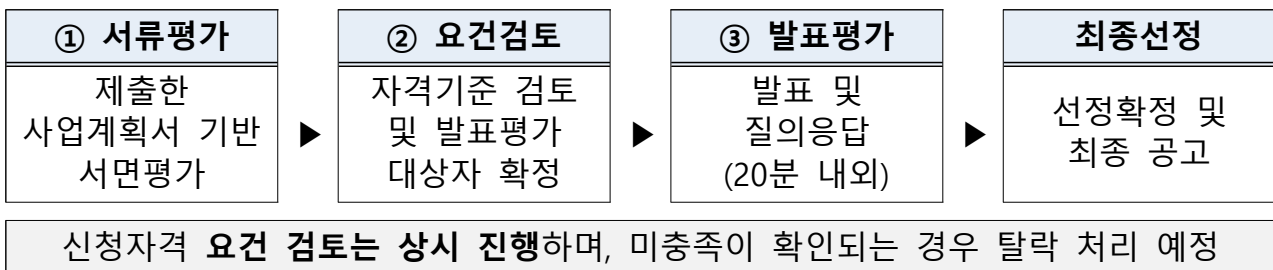 ① 서류평가
제출한
사업계획서 기반
서면평가
▶
② 요건검토
자격기준 검토
및 발표평가
대상자 확정
▶
③ 발표평가
발표 및
질의응답
(20분 내외)
▶
최종선정
선정확정 및
최종 공고
신청자격 요건 검토는 상시 진행하며, 미충족이 확인되는 경우 탈락 처리 예정